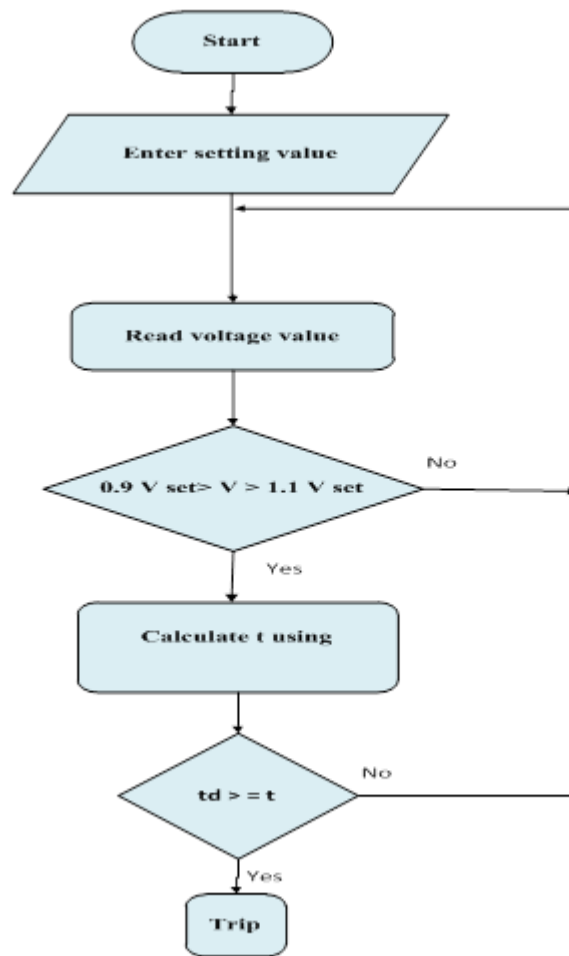 Start
Enter setting value
Read voltage value
0.9 V set> V > 1.1 V set
No
Yes
Calculate t using
td > = t
No
Yes
Trip